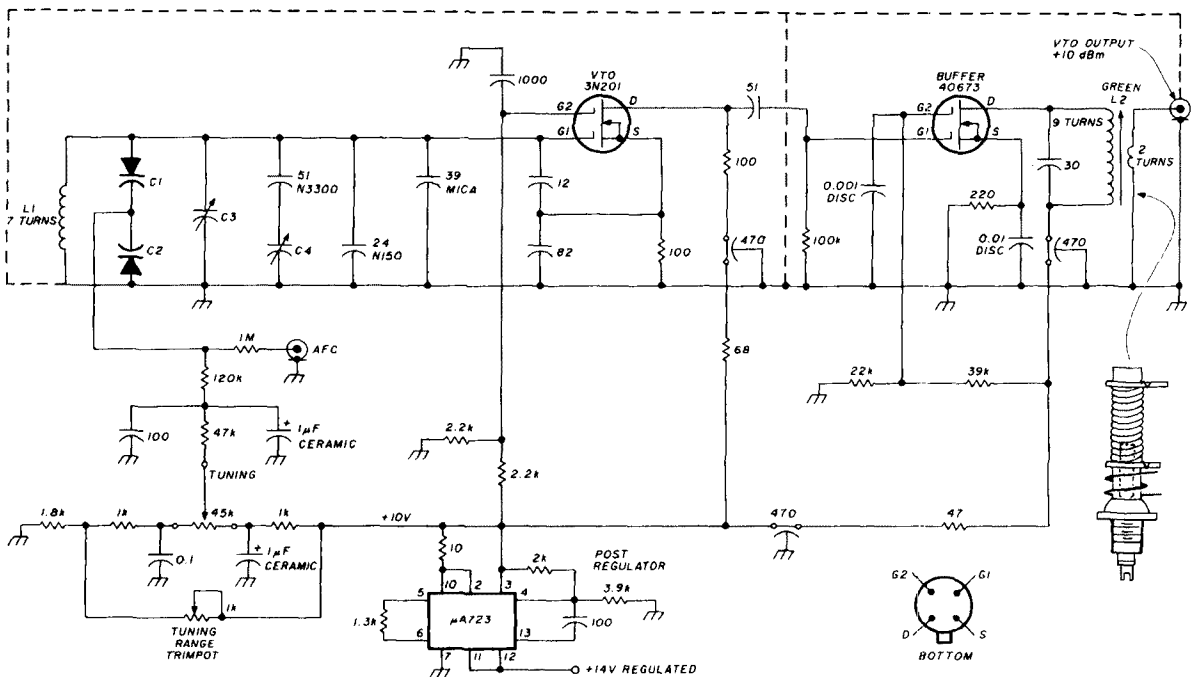 VTO OUTPUT
+10 dBm
1000
VTO
3N201
G2
D
G1
S
51
BUFFER
40673
G2
D
G1
S
GREEN
L2
9 TURNS
2
TURNS
30
L1
7 TURNS
C1
C2
C3
51
N3300
C4
24
N150
39
MICA
12
82
100
100
470
100k
0.001
DISC
220
0.01
DISC
470
1M
AFC
120k
100
47k
+
1µF
CERAMIC
TUNING
68
22k
39k
2.2k
2.2k
1.8k
1k
45k
1k
+10V
470
47
0.1
+
1µF
CERAMIC
1k
TUNING
RANGE
TRIMPOT
10
2k
POST
REGULATOR
10
2
3
5
4
3.9k
1.3k
µA723
100
6
13
7
11
12
+14V REGULATED
G2
G1
D
S
BOTTOM